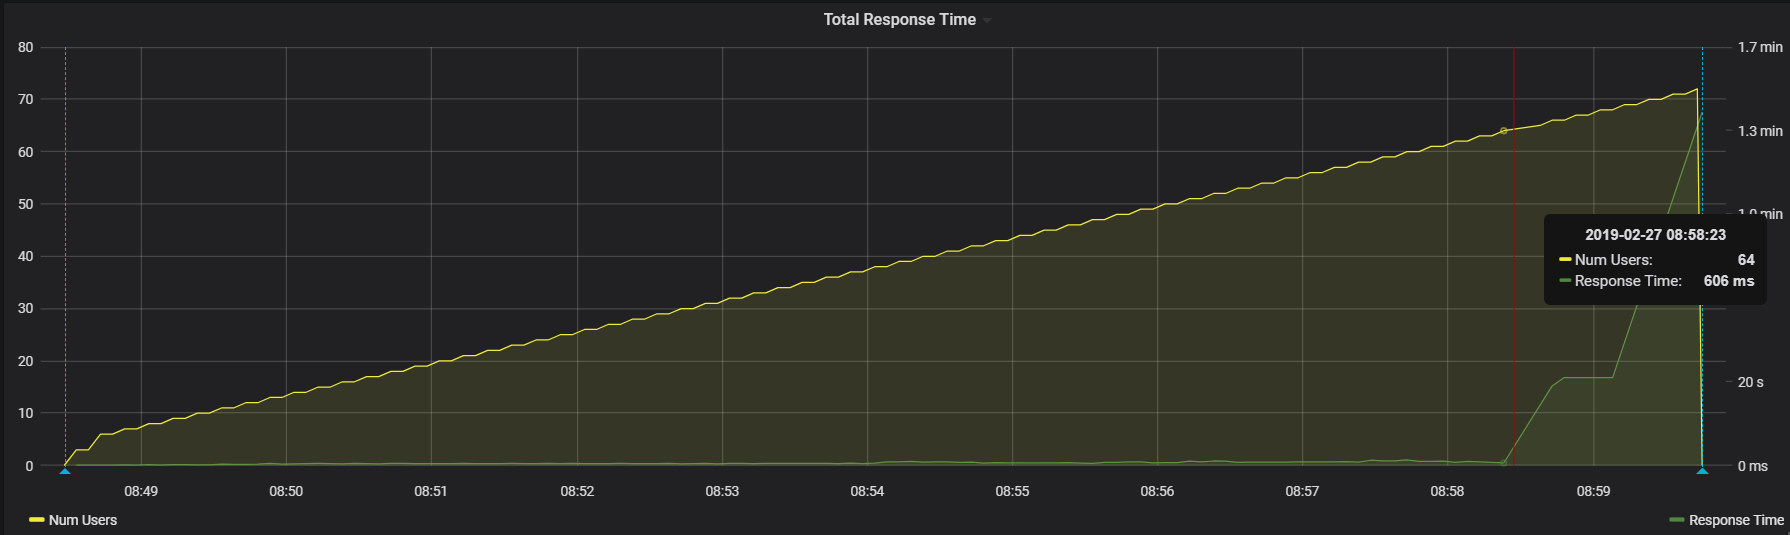 Total Response Time
80
70
60
50
40
30
20
10
0
1.7 min
1.3 min
min
20 s
0 ms
2019-02-27 08:58:23
Num Users: 64
Response Time: 606 ms
08:49 08:50 08:51 08:52 08:53 08:54 08:55 08:56 08:57 08:58 08:59
Num Users Response Time